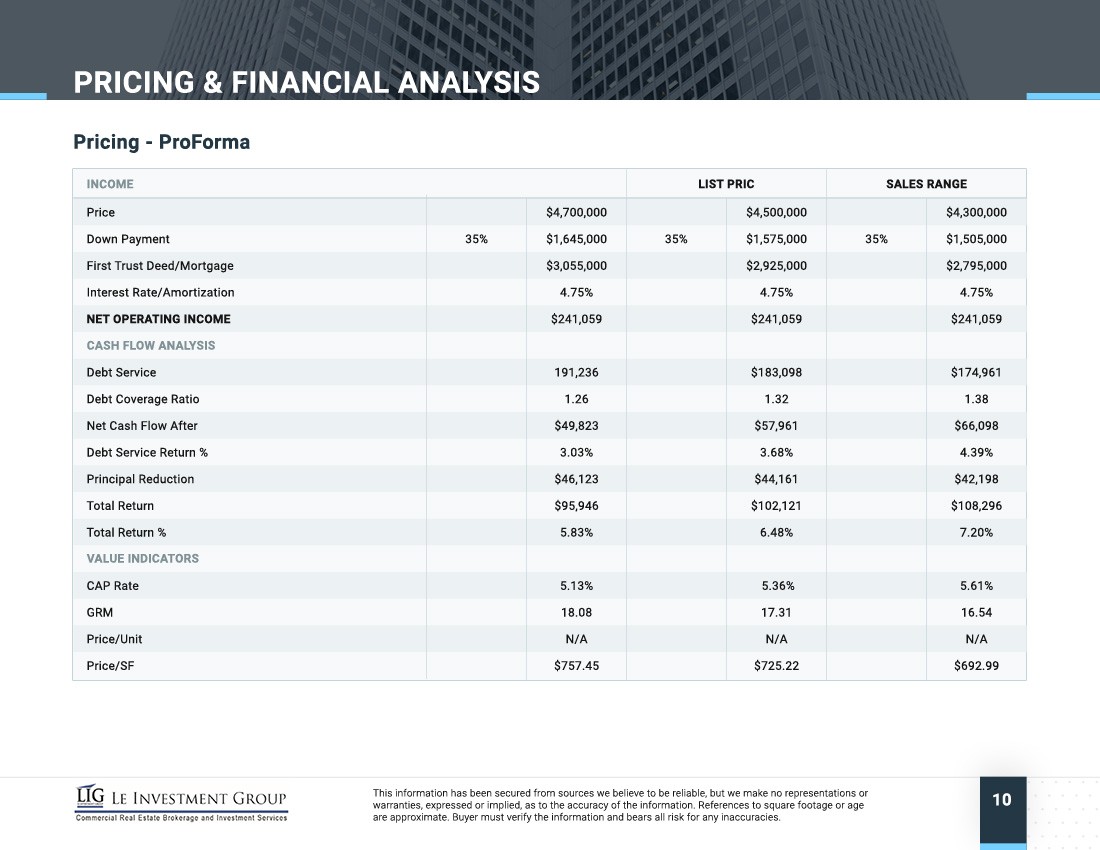 PRICING & FINANCIAL ANALYSIS
Pricing - ProForma
INCOME LIST PRIC SALES RANGE
Price $4,700,000 $4,500,000 $4,300,000
Down Payment 35% $1,645,000 35% $1,575,000 35% $1,505,000
First Trust Deed/Mortgage $3,055,000 $2,925,000 $2,795,000
Interest Rate/Amortization 4.75% 4.75% 4.75%
NET OPERATING INCOME $241,059 $241,059 $241,059
CASH FLOW ANALYSIS
Debt Service 191,236 $183,098 $174,961
Debt Coverage Ratio 1.26 1.32 1.38
Net Cash Flow After $49,823 $57,961 $66,098
Debt Service Return % 3.03% 3.68% 4.39%
Principal Reduction $46,123 $44,161 $42,198
Total Return $95,946 $102,121 $108,296
Total Return % 5.83% 6.48% 7.20%
VALUE INDICATORS
CAP Rate 5.13% 5.36% 5.61%
GRM 18.08 17.31 16.54
Price/Unit N/A N/A N/A
Price/SF $757.45 $725.22 $692.99
LIG LE INVESTMENT GROUP
Commercial Real Estate Brokerage and Investment Services
This information has been secured from sources we believe to be reliable, but we make no representations or
warranties, expressed or implied, as to the accuracy of the information. References to square footage or age
are approximate. Buyer must verify the information and bears all risk for any inaccuracies.
10